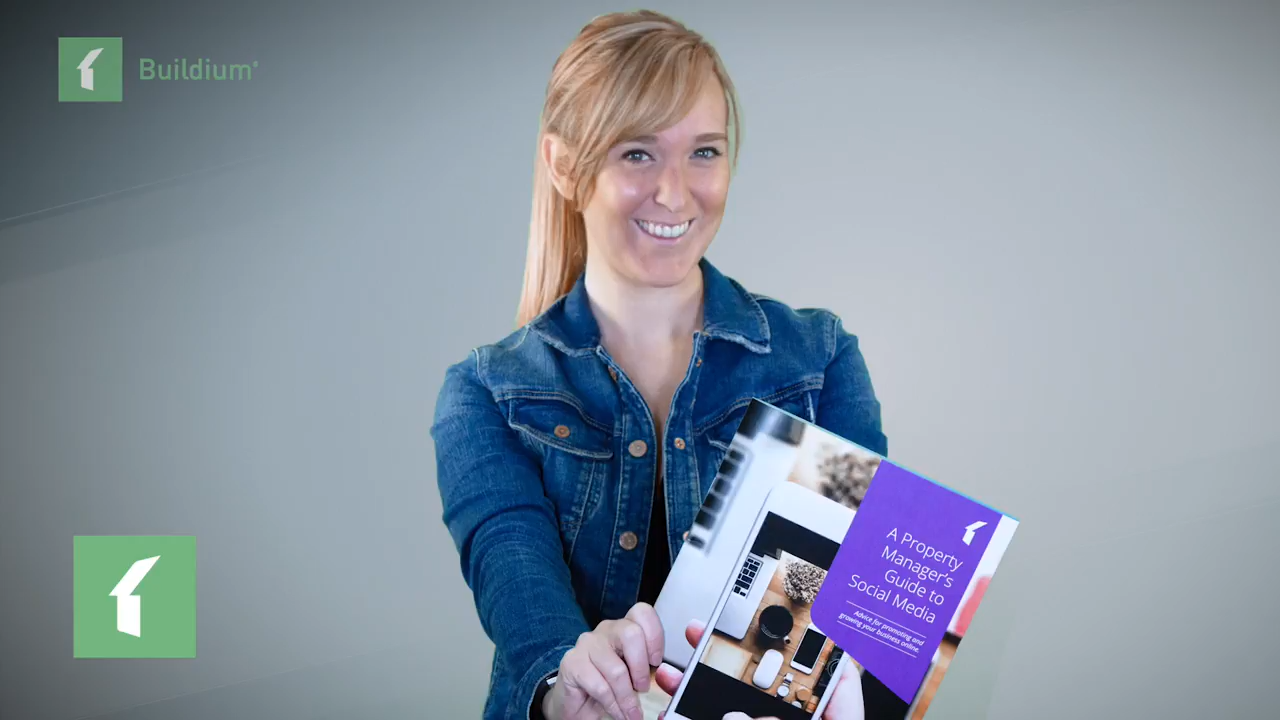 Buildium®
A Property
Manager's
Guide to
Social Media
Advice for promoting and
growing your business online.